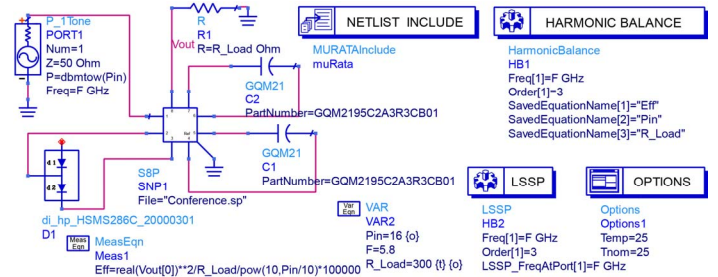 P_1Tone
PORT1
Num=1
Z=50 Ohm
P=dbmtow(Pin)
Freq=F GHz
R
R1
R=R_Load Ohm
Vout
GQM21
C2
PartNumber=GQM2195C2A3R3CB01
GQM21
C1
PartNumber=GQM2195C2A3R3CB01
S8P
SNP1
File="Conference.sp"
d1
d2
di_hp_HSMS286C_20000301
D1
Meas
Eqn
MeasEqn
Meas1
Eff=real(Vout[0])**2/R_Load/pow(10,Pin/10)*100000
NETLIST INCLUDE
MURATAInclude
muRata
HARMONIC BALANCE
HarmonicBalance
HB1
Freq[1]=F GHz
Order[1]=3
SavedEquationName[1]="Eff"
SavedEquationName[2]="Pin"
SavedEquationName[3]="R_Load"
Var
Eqn
VAR
VAR2
Pin=16 {o}
F=5.8
R_Load=300 {t} {o}
LSSP
LSSP
HB2
Freq[1]=F GHz
Order[1]=3
LSSP_FreqAtPort[1]=F GHz
OPTIONS
Options
Options1
Temp=25
Tnom=25